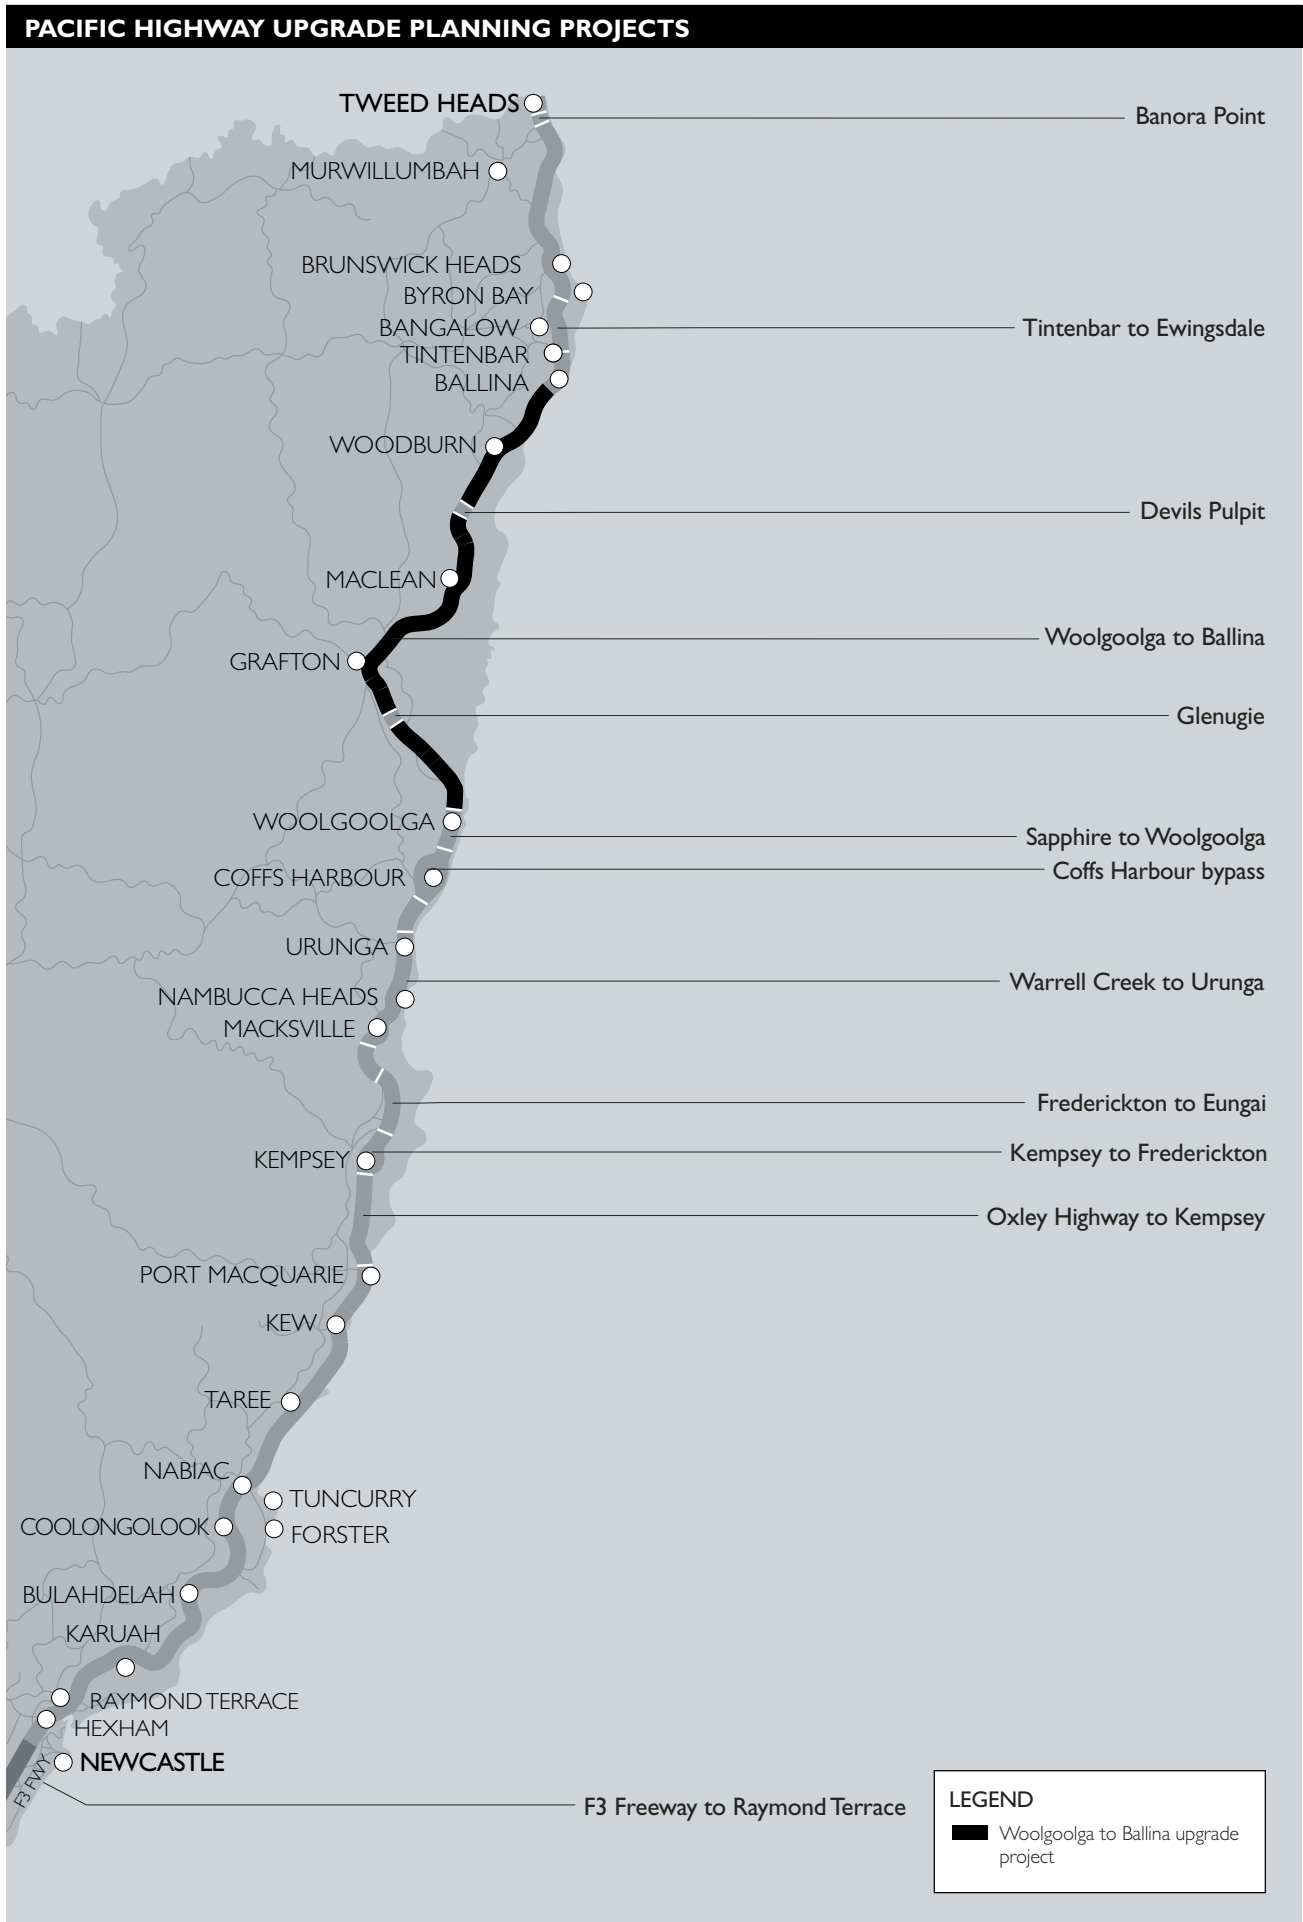 PACIFIC HIGHWAY UPGRADE PLANNING PROJECTS
TWEED HEADS
Banora Point
MURWILLUMBAH
BRUNSWICK HEADS
BYRON BAY
BANGALOW
Tintenbar to Ewingsdale
TINTENBAR
BALLINA
WOODBURN
Devils Pulpit
MACLEAN
Woolgoolga to Ballina
GRAFTON
Glenugie
WOOLGOOLGA
Sapphire to Woolgoolga
Coffs Harbour bypass
COFFS HARBOUR
URUNGA
Warrell Creek to Urunga
NAMBUCCA HEADS
MACKSVILLE
Frederickton to Eungai
Kempsey to Frederickton
KEMPSEY
Oxley Highway to Kempsey
PORT MACQUARIE
KEW
TAREE
NABIAC
TUNCURRY
COOLONGOLOOK
FORSTER
BULAHDELAH
KARUAH
RAYMOND TERRACE
HEXHAM
NEWCASTLE
F3 FWY
F3 Freeway to Raymond Terrace
LEGEND
Woolgoolga to Ballina upgrade
project